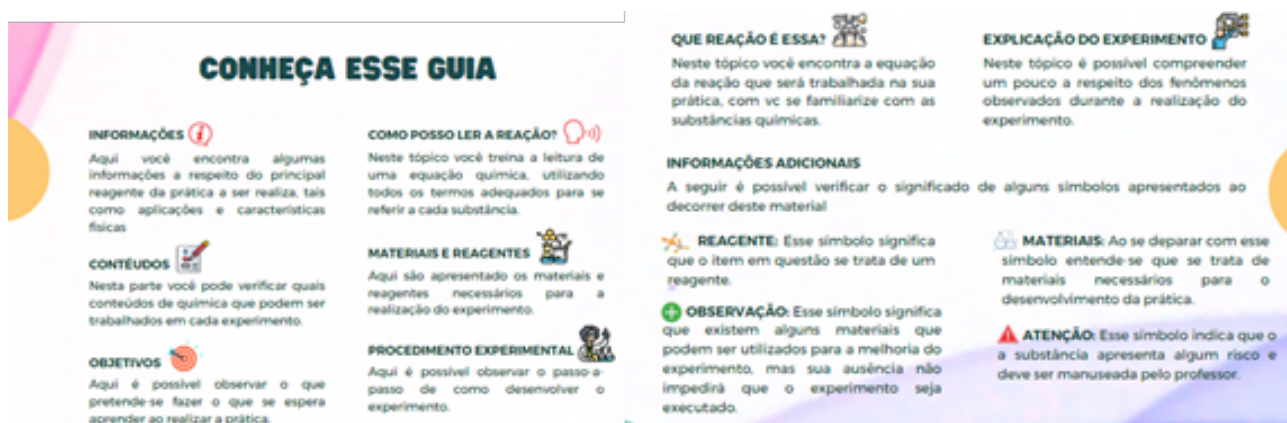 CONHEÇA ESSE GUIA
INFORMAÇÕES
Aqui você encontra algumas
informações a respeito do principal
reagente da prática a ser realiza, tais
como aplicações e características
físicas
CONTÉUDOS
Nesta parte você pode verificar quais
conteúdos de química que podem ser
trabalhados em cada experimento.
OBJETIVOS
Aqui é possível observar o que
pretende-se fazer o que se espera
aprender ao realizar a prática.
COMO POSSO LER A REAÇÃO?
Neste tópico você treina a leitura de
uma equação química, utilizando
todos os termos adequados para se
referir a cada substância.
MATERIAIS E REAGENTES
Aqui são apresentado os materiais e
reagentes necessários para a
realização do experimento.
PROCEDIMENTO EXPERIMENTAL
Aqui é possível observar o passo-a-
passo de como desenvolver o
experimento.
QUE REAÇÃO É ESSA?
Neste tópico você encontra a equação
da reação que será trabalhada na sua
prática, com vc se familiarize com as
substâncias químicas.
EXPLICAÇÃO DO EXPERIMENTO
Neste tópico é possível compreender
um pouco a respeito dos fenômenos
observados durante a realização do
experimento.
INFORMAÇÕES ADICIONAIS
A seguir é possível verificar o significado de alguns símbolos apresentados ao
decorrer deste material
REAGENTE: Esse símbolo significa
que o item em questão se trata de um
reagente.
OBSERVAÇÃO: Esse símbolo significa
que existem alguns materiais que
podem ser utilizados para a melhoria do
experimento, mas sua ausência não
impedirá que o experimento seja
executado.
MATERIAIS: Ao se deparar com esse
símbolo entende-se que se trata de
materiais necessários para o
desenvolvimento da prática.
ATENÇÃO: Esse símbolo indica que o
a substância apresenta algum risco e
deve ser manuseada pelo professor.